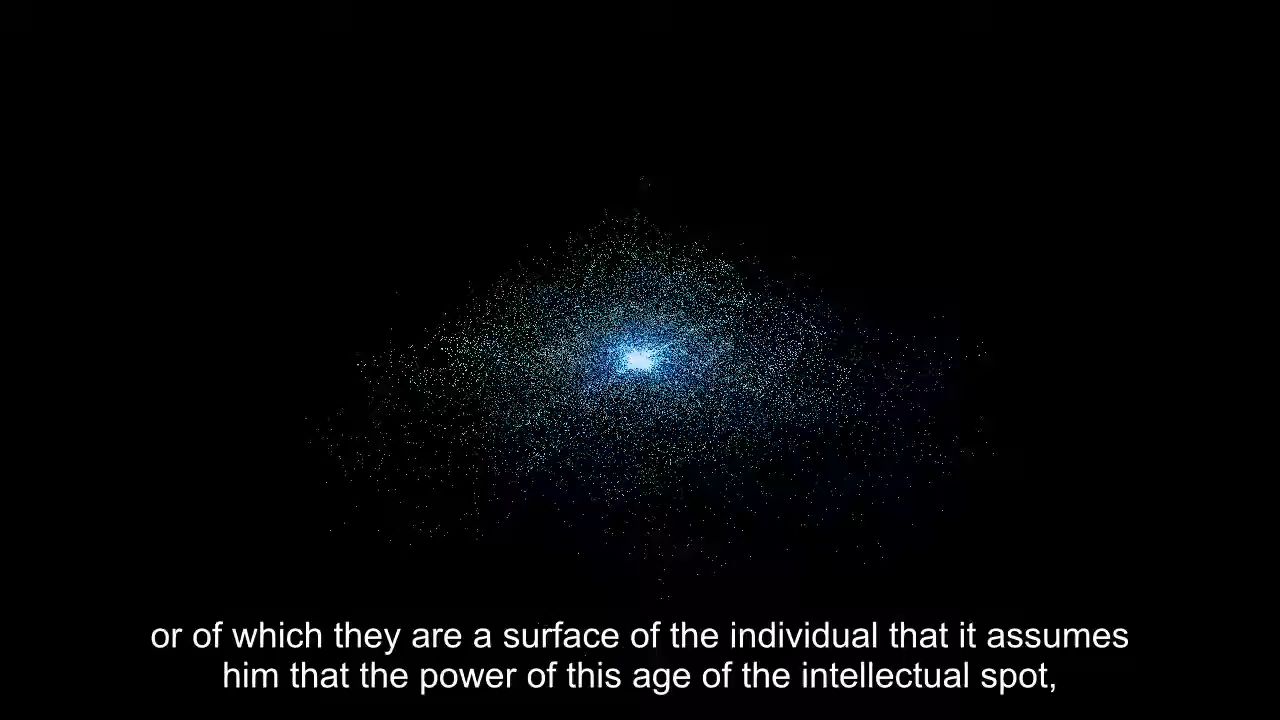 or of which they are a surface of the individual that it assumes
him that the power of this age of the intellectual spot,